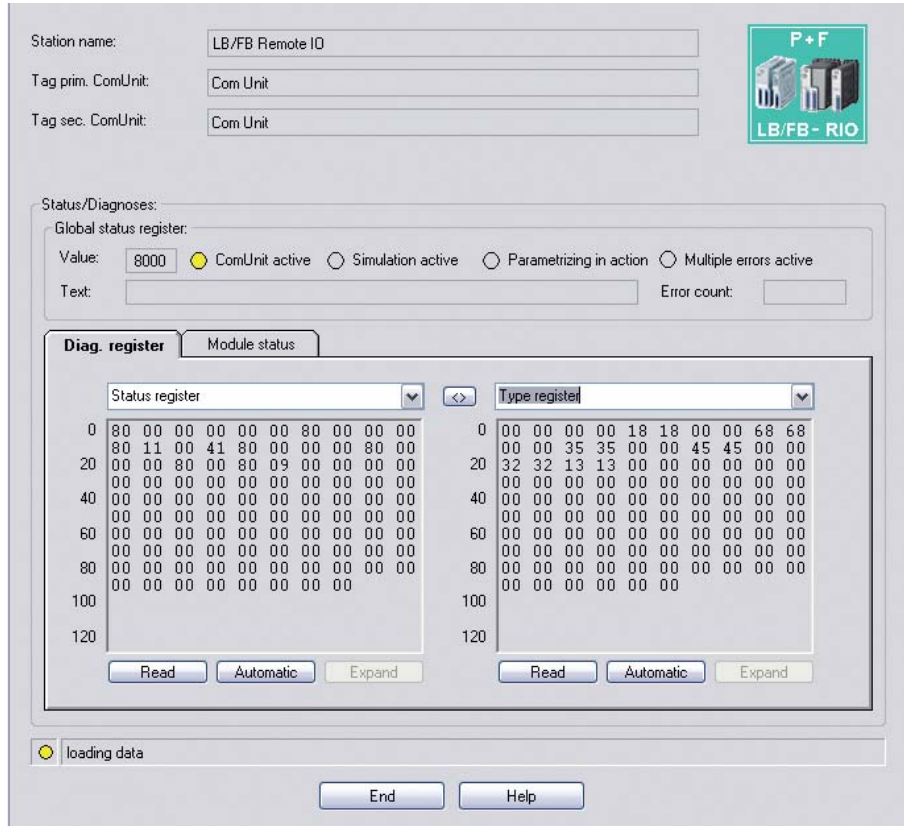 Station name: LB/FB Remote IO
P+F
Tag prim. ComUnit: Com Unit
Tag sec. ComUnit: Com Unit
LB/FB- RIO
Status/Diagnoses:
Global status register:
Value: 8000 ComUnit active Simulation active Parametrizing in action Multiple errors active
Text: Error count:
Diag. register Module status
Status register <> Type register
0 80 00 00 00 00 00 80 00 00 00
80 11 00 41 80 00 00 00 80 00
20 00 00 80 00 80 09 00 00 00 00
00 00 00 00 00 00 00 00 00 00
40 00 00 00 00 00 00 00 00 00 00
00 00 00 00 00 00 00 00 00 00
60 00 00 00 00 00 00 00 00 00 00
00 00 00 00 00 00 00 00 00 00
80 00 00 00 00 00 00 00 00 00 00
00 00 00 00 00 00 00 00
100
120
0 00 00 00 00 18 18 00 00 68 68
00 00 35 35 00 00 45 45 00 00
20 32 32 13 13 00 00 00 00 00 00
00 00 00 00 00 00 00 00 00 00
40 00 00 00 00 00 00 00 00 00 00
00 00 00 00 00 00 00 00 00 00
60 00 00 00 00 00 00 00 00 00 00
00 00 00 00 00 00 00 00 00 00
80 00 00 00 00 00 00 00 00 00 00
00 00 00 00 00 00
100
120
Read Automatic Expand Read Automatic Expand
loading data
End Help